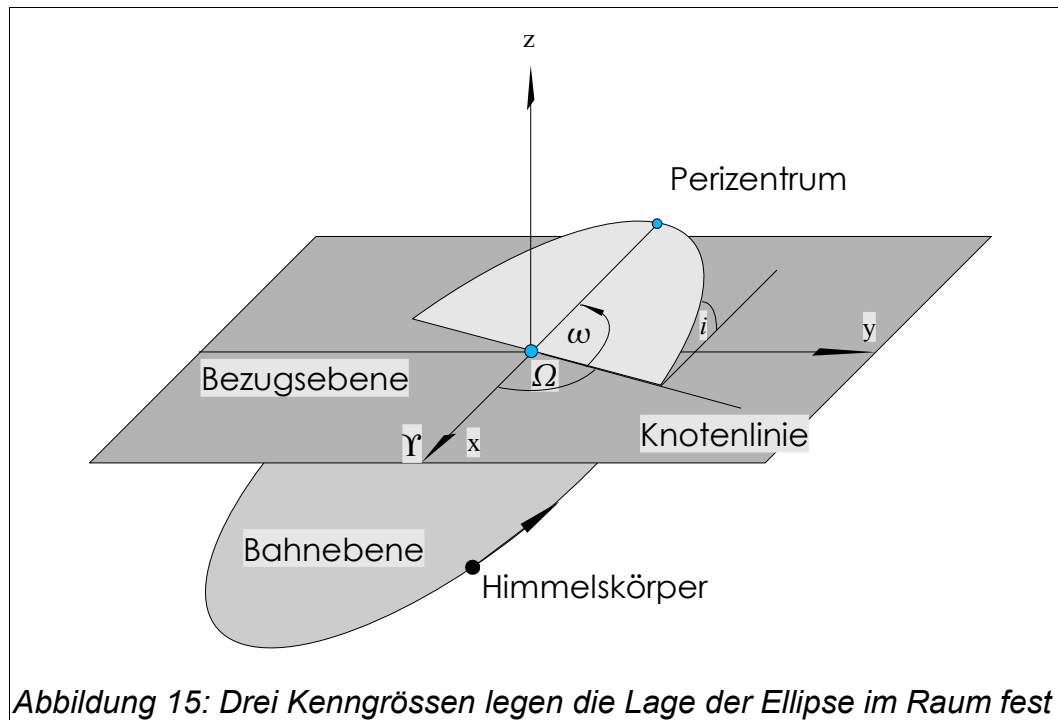 z
Perizentrum
i
ω
y
Bezugsebene
Ω
Knotenlinie
ϒ
x
Bahnebene
Himmelskörper
Abbildung 15: Drei Kenngrössen legen die Lage der Ellipse im Raum fest